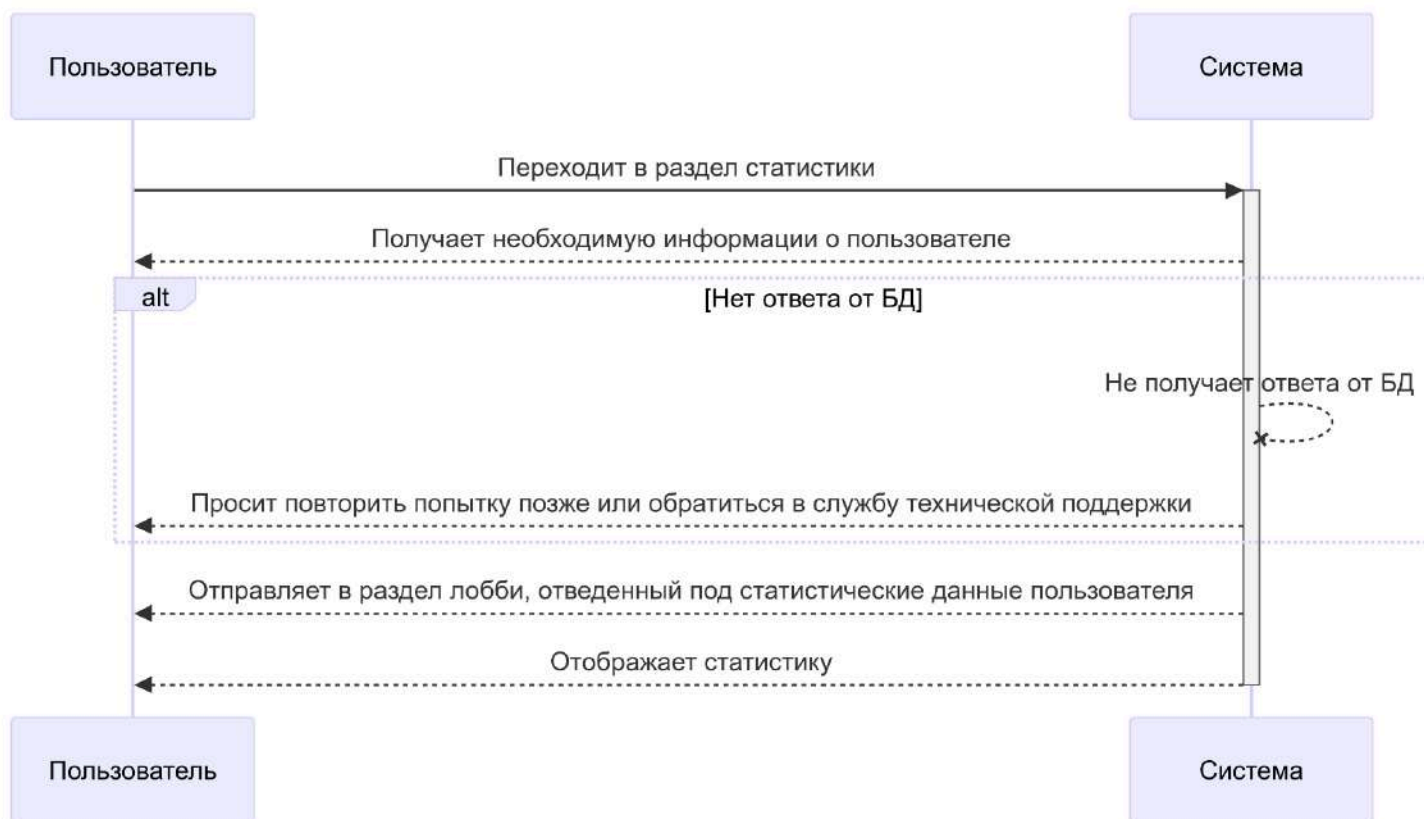 Пользователь
Система
Переходит в раздел статистики
Получает необходимую информации о пользователе
alt
[Нет ответа от БД]
Не получает ответа от БД
Просит повторить попытку позже или обратиться в службу технической поддержки
Отправляет в раздел лобби, отведенный под статистические данные пользователя
Отображает статистику
Пользователь
Система